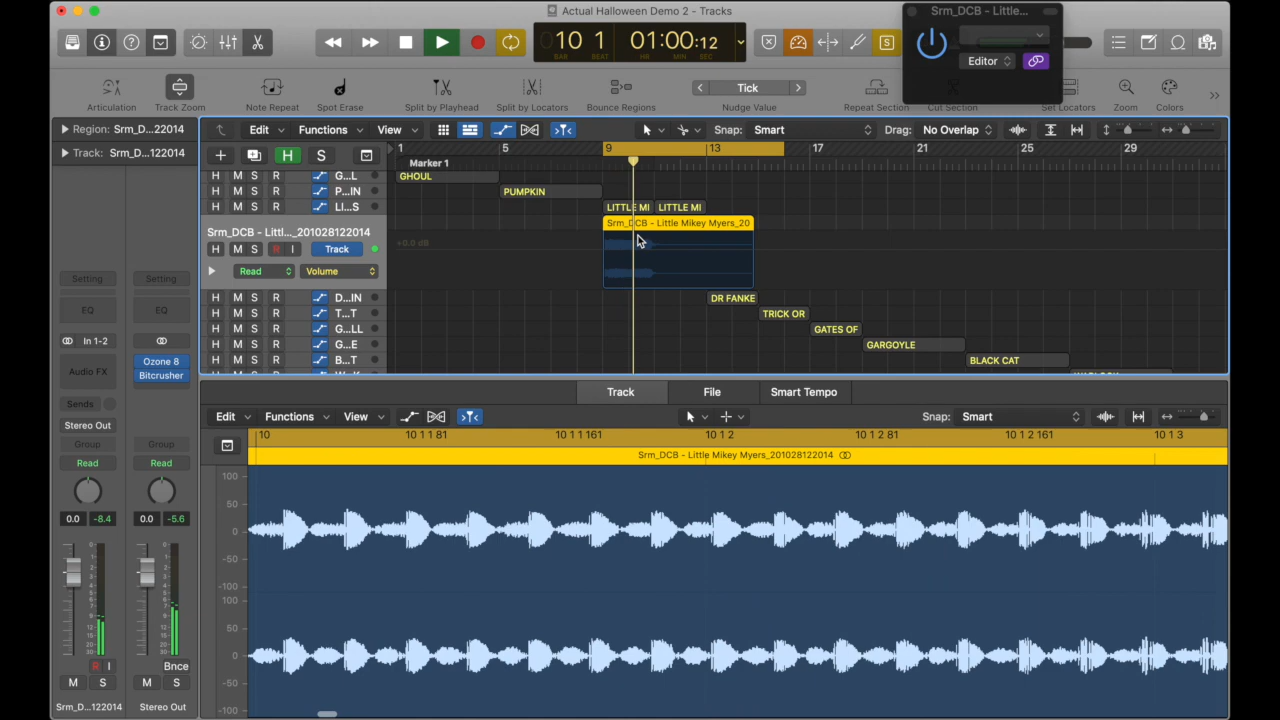 Actual Halloween Demo 2 - Tracks
Srm_DCB - Little...
10 1
BAR BEAT
01:00:12
HR MIN SEC
S
Editor
Articulation
Track Zoom
Note Repeat
Spot Erase
Split by Playhead
Split by Locators
Bounce Regions
Tick
Nudge Value
Repeat Section
Cut Section
Set Locators
Zoom
Colors
Region: Srm_D...22014
Track: Srm_D...122014
Edit Functions View
Snap: Smart
Drag: No Overlap
H S
1 5 9 13 17 21 25 29
Marker 1
H M S R G...L
GHOUL
H M S R P...IN
PUMPKIN
H M S R LI...S
LITTLE MI LITTLE MI
Srm_DCB - Littl..._201028122014
H M S R I Track
Read Volume
+0.0 dB
Srm_DCB - Little Mikey Myers_20
H M S R D...IN
DR FANKE
H M S R T...T
TRICK OR
H M S R G...LL
GATES OF
H M S R G...E
GARGOYLE
H M S R B...T
BLACK CAT
Setting Setting
EQ EQ
In 1-2
Audio FX
Ozone 8
Bitcrusher
Sends
Stereo Out
Group Group
Read Read
0.0 -8.4 0.0 -5.6
R I Bnce
M S M S
Srm_D...122014 Stereo Out
Track File Smart Tempo
Edit Functions View
Snap: Smart
10 10 1 1 81 10 1 1 161 10 1 2 10 1 2 81 10 1 2 161 10 1 3
Srm_DCB - Little Mikey Myers_201028122014
100
50
0
-50
-100
100
50
0
-50
-100